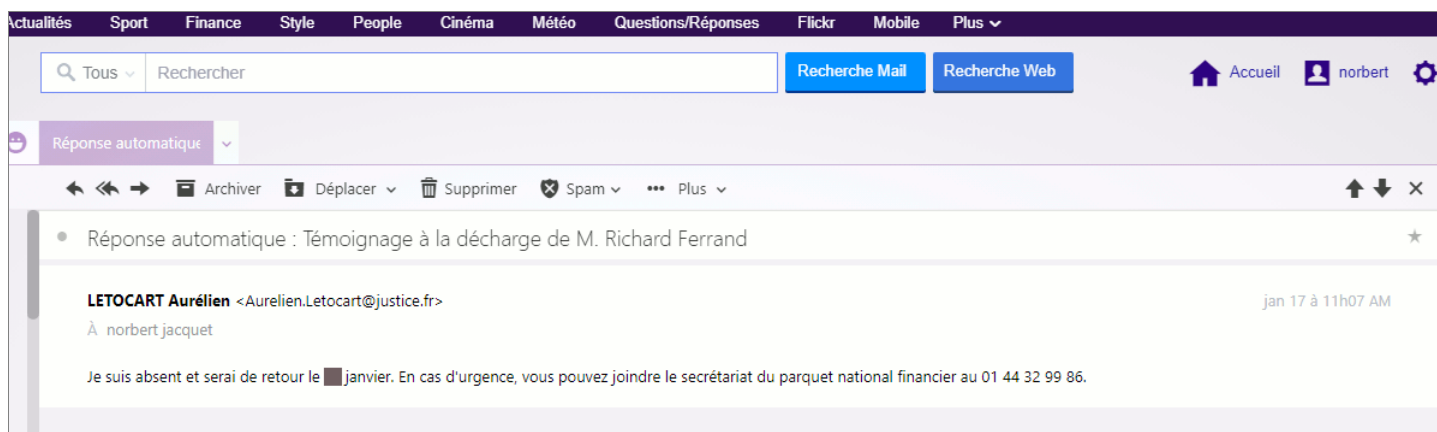 Actualités Sport Finance Style People Cinéma Météo Questions/Réponses Flickr Mobile Plus
Tous Rechercher Recherche Mail Recherche Web Accueil norbert
Réponse automatique
Archiver Déplacer Supprimer Spam Plus
Réponse automatique : Témoignage à la décharge de M. Richard Ferrand
LETOCART Aurélien <Aurelien.Letocart@justice.fr> jan 17 à 11h07 AM
À norbert jacquet
Je suis absent et serai de retour le janvier. En cas d'urgence, vous pouvez joindre le secrétariat du parquet national financier au 01 44 32 99 86.